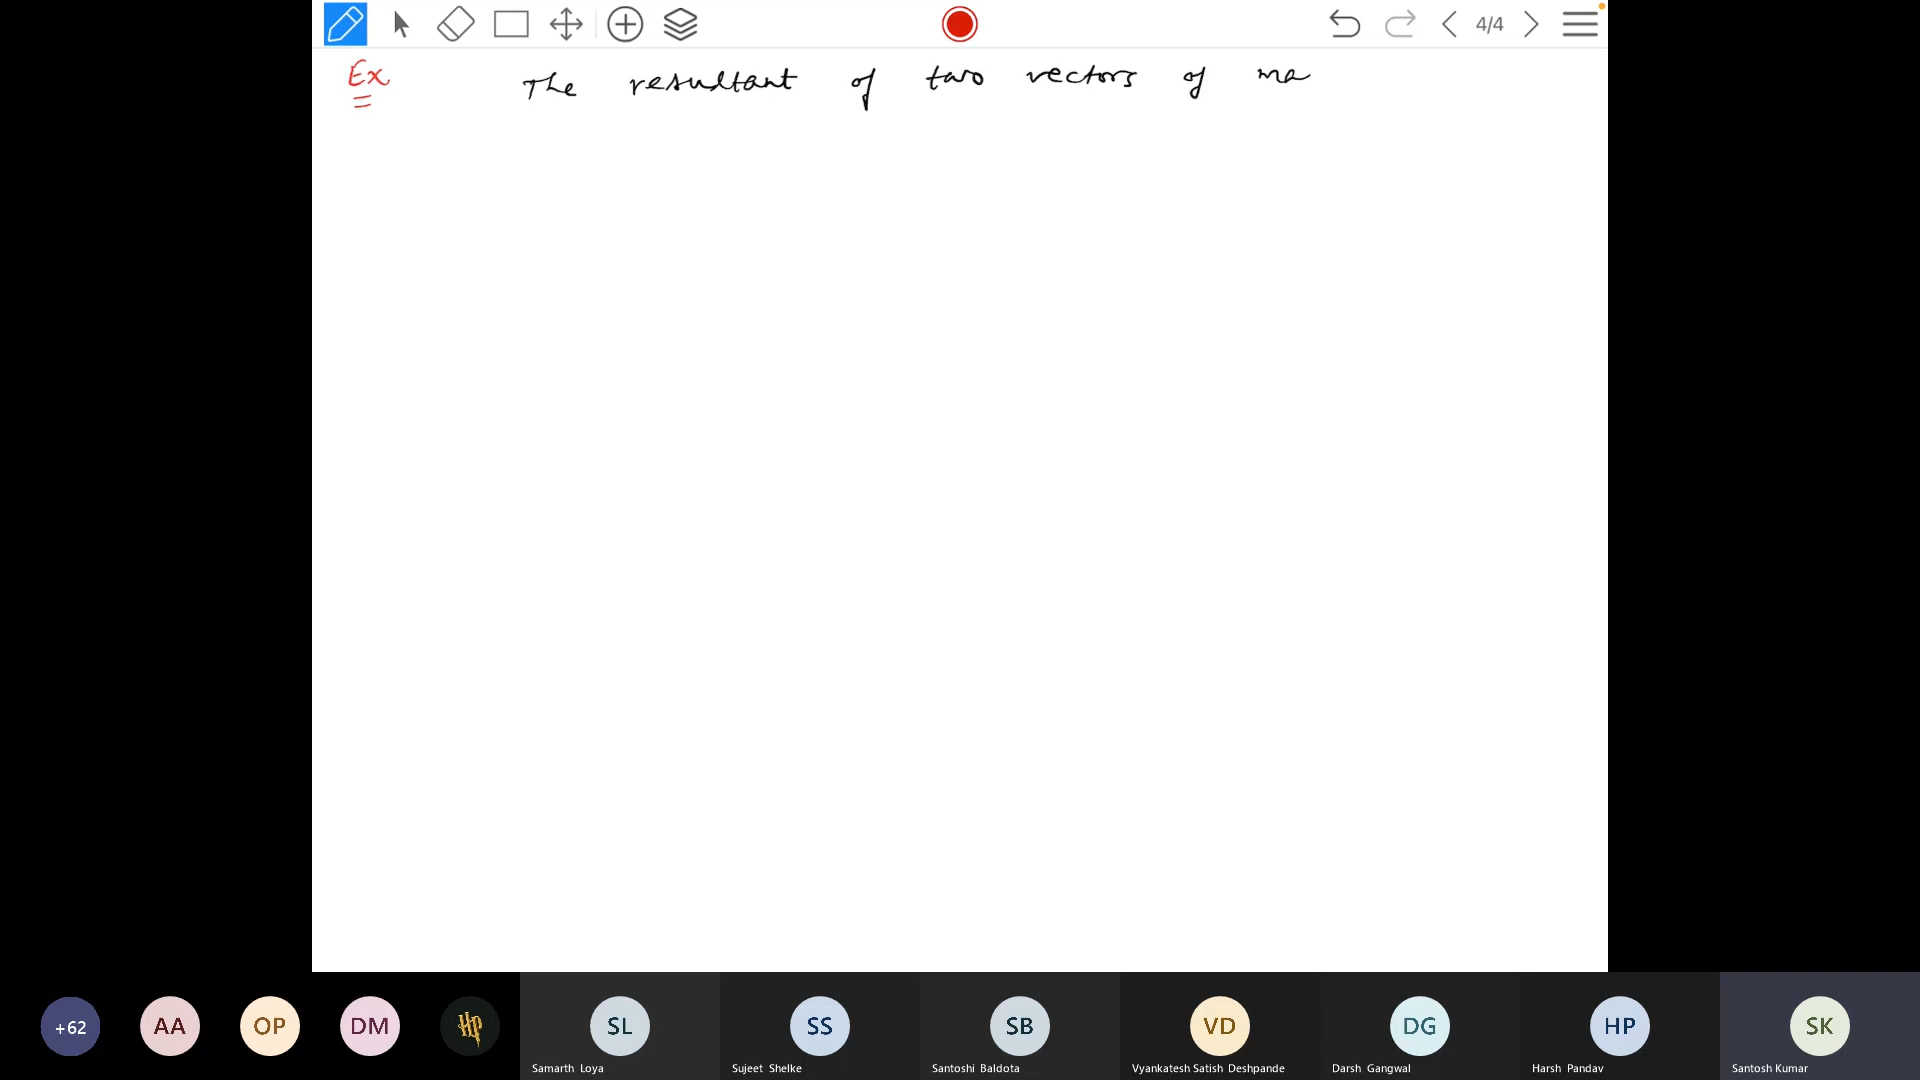 4/4
Ex The resultant of two vectors of ma
+62 AA OP DM HP SL SS SB VD DG HP SK
Samarth Loya Sujeet Shelke Santoshi Baldota Vyankatesh Satish Deshpande Darsh Gangwal Harsh Pandav Santosh Kumar